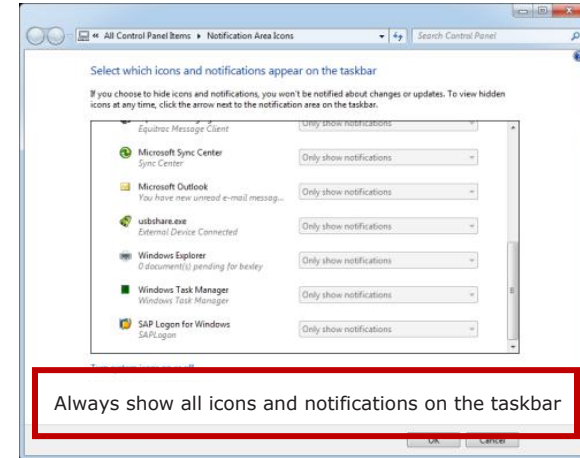 « All Control Panel Items ▸ Notification Area Icons
Search Control Panel
Select which icons and notifications appear on the taskbar
If you choose to hide icons and notifications, you won't be notified about changes or updates. To view hidden
icons at any time, click the arrow next to the notification area on the taskbar.
Only show notifications
Equitrac Message Client
Microsoft Sync Center
Only show notifications
Sync Center
Microsoft Outlook
Only show notifications
You have new unread e-mail messag...
usbshare.exe
Only show notifications
External Device Connected
Windows Explorer
Only show notifications
0 document(s) pending for bexley
Windows Task Manager
Only show notifications
Windows Task Manager
SAP Logon for Windows
Only show notifications
SAPLogon
Always show all icons and notifications on the taskbar
OK Cancel